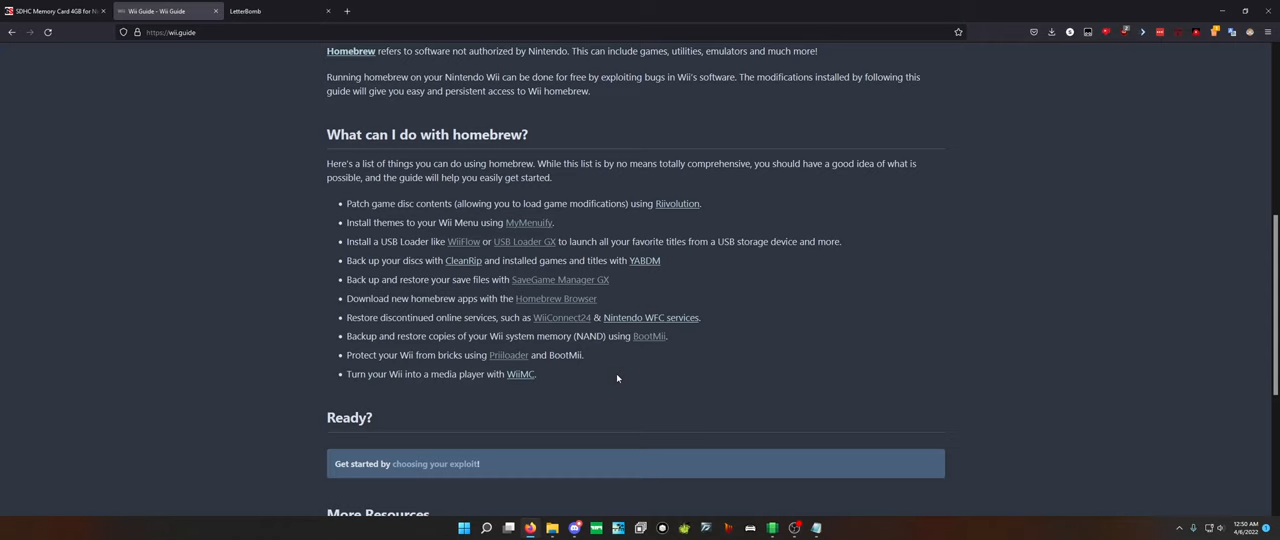 SDHC Memory Card 4GB for N
Wii Guide - Wii Guide
LetterBomb
https://wii.guide
Homebrew refers to software not authorized by Nintendo. This can include games, utilities, emulators and much more!
Running homebrew on your Nintendo Wii can be done for free by exploiting bugs in Wii's software. The modifications installed by following this
guide will give you easy and persistent access to Wii homebrew.
What can I do with homebrew?
Here's a list of things you can do using homebrew. While this list is by no means totally comprehensive, you should have a good idea of what is
possible, and the guide will help you easily get started.
• Patch game disc contents (allowing you to load game modifications) using Riivolution.
• Install themes to your Wii Menu using MyMenuify.
• Install a USB Loader like WiiFlow or USB Loader GX to launch all your favorite titles from a USB storage device and more.
• Back up your discs with CleanRip and installed games and titles with YABDM
• Back up and restore your save files with SaveGame Manager GX
• Download new homebrew apps with the Homebrew Browser
• Restore discontinued online services, such as WiiConnect24 & Nintendo WFC services.
• Backup and restore copies of your Wii system memory (NAND) using BootMii.
• Protect your Wii from bricks using Priiloader and BootMii.
• Turn your Wii into a media player with WiiMC.
Ready?
Get started by choosing your exploit!
More Resources
12:50 AM
4/6/2022